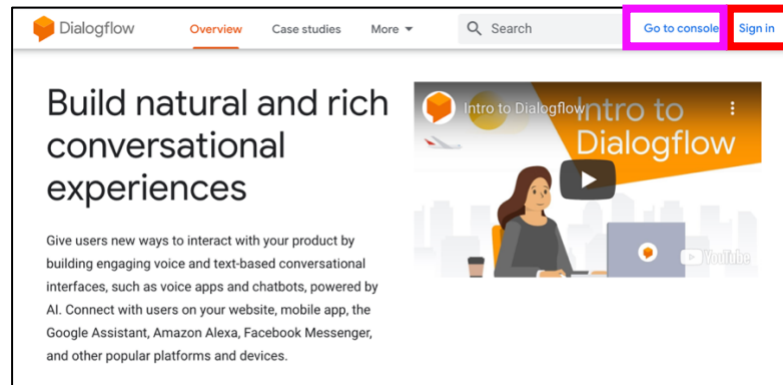 Dialogflow Overview Case studies More Search Go to console Sign in
Build natural and rich
conversational
experiences
Give users new ways to interact with your product by
building engaging voice and text-based conversational
interfaces, such as voice apps and chatbots, powered by
AI. Connect with users on your website, mobile app, the
Google Assistant, Amazon Alexa, Facebook Messenger,
and other popular platforms and devices.
Intro to Dialogflow
Intro to
Dialogflow
YouTube